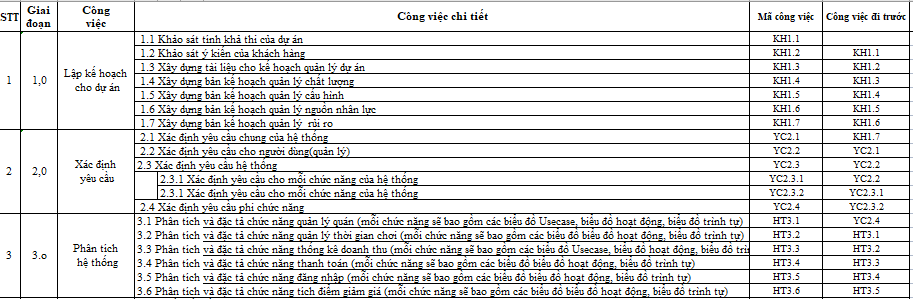 STT Giai đoạn Công việc Công việc chi tiết Mã công việc Công việc đi trước
1 1,0 Lập kế hoạch cho dự án
1.1 Khảo sát tính khả thi của dự án KH1.1
1.2 Khảo sát ý kiến của khách hàng KH1.2 KH1.1
1.3 Xây dựng tài liệu cho kế hoạch quản lý dự án KH1.3 KH1.2
1.4 Xây dựng bản kế hoạch quản lý chất lượng KH1.4 KH1.3
1.5 Xây dựng bản kế hoạch quản lý cấu hình KH1.5 KH1.4
1.6 Xây dựng bản kế hoạch quản lý nguồn nhân lực KH1.6 KH1.5
1.7 Xây dựng bản kế hoạch quản lý rủi ro KH1.7 KH1.6
2 2,0 Xác định yêu cầu
2.1 Xác định yêu cầu chung của hệ thống YC2.1 KH1.7
2.2 Xác định yêu cầu cho người dùng(quản lý) YC2.2 YC2.1
2.3 Xác định yêu cầu hệ thống YC2.3 YC2.2
2.3.1 Xác định yêu cầu cho mỗi chức năng của hệ thống YC2.3.1 YC2.2
2.3.1 Xác định yêu cầu cho mỗi chức năng của hệ thống YC2.3.2 YC2.3.1
2.4 Xác định yêu cầu phi chức năng YC2.4 YC2.3.2
3 3.o Phân tích hệ thống
3.1 Phân tích và đặc tả chức năng quản lý quán (mỗi chức năng sẽ bao gồm các biểu đồ Usecase, biểu đồ hoạt động, biểu đồ trình tự) HT3.1 YC2.4
3.2 Phân tích và đặc tả chức năng quản lý thời gian chơi (mỗi chức năng sẽ bao gồm các biểu đồ biểu đồ hoạt động, biểu đồ trình tự) HT3.2 HT3.1
3.3 Phân tích và đặc tả chức năng thống kê doanh thu (mỗi chức năng sẽ bao gồm các biểu đồ Usecase, biểu đồ hoạt động, biểu đồ trìn HT3.3 HT3.2
3.4 Phân tích và đặc tả chức năng thanh toán (mỗi chức năng sẽ bao gồm các biểu đồ biểu đồ hoạt động, biểu đồ trình tự) HT3.4 HT3.3
3.5 Phân tích và đặc tả chức năng đăng nhập (mỗi chức năng sẽ bao gồm các biểu đồ biểu đồ hoạt động, biểu đồ trình tự) HT3.5 HT3.4
3.6 Phân tích và đặc tả chức năng tích điểm giảm giá (mỗi chức năng sẽ bao gồm các biểu đồ biểu đồ hoạt động, biểu đồ trình tự) HT3.6 HT3.5